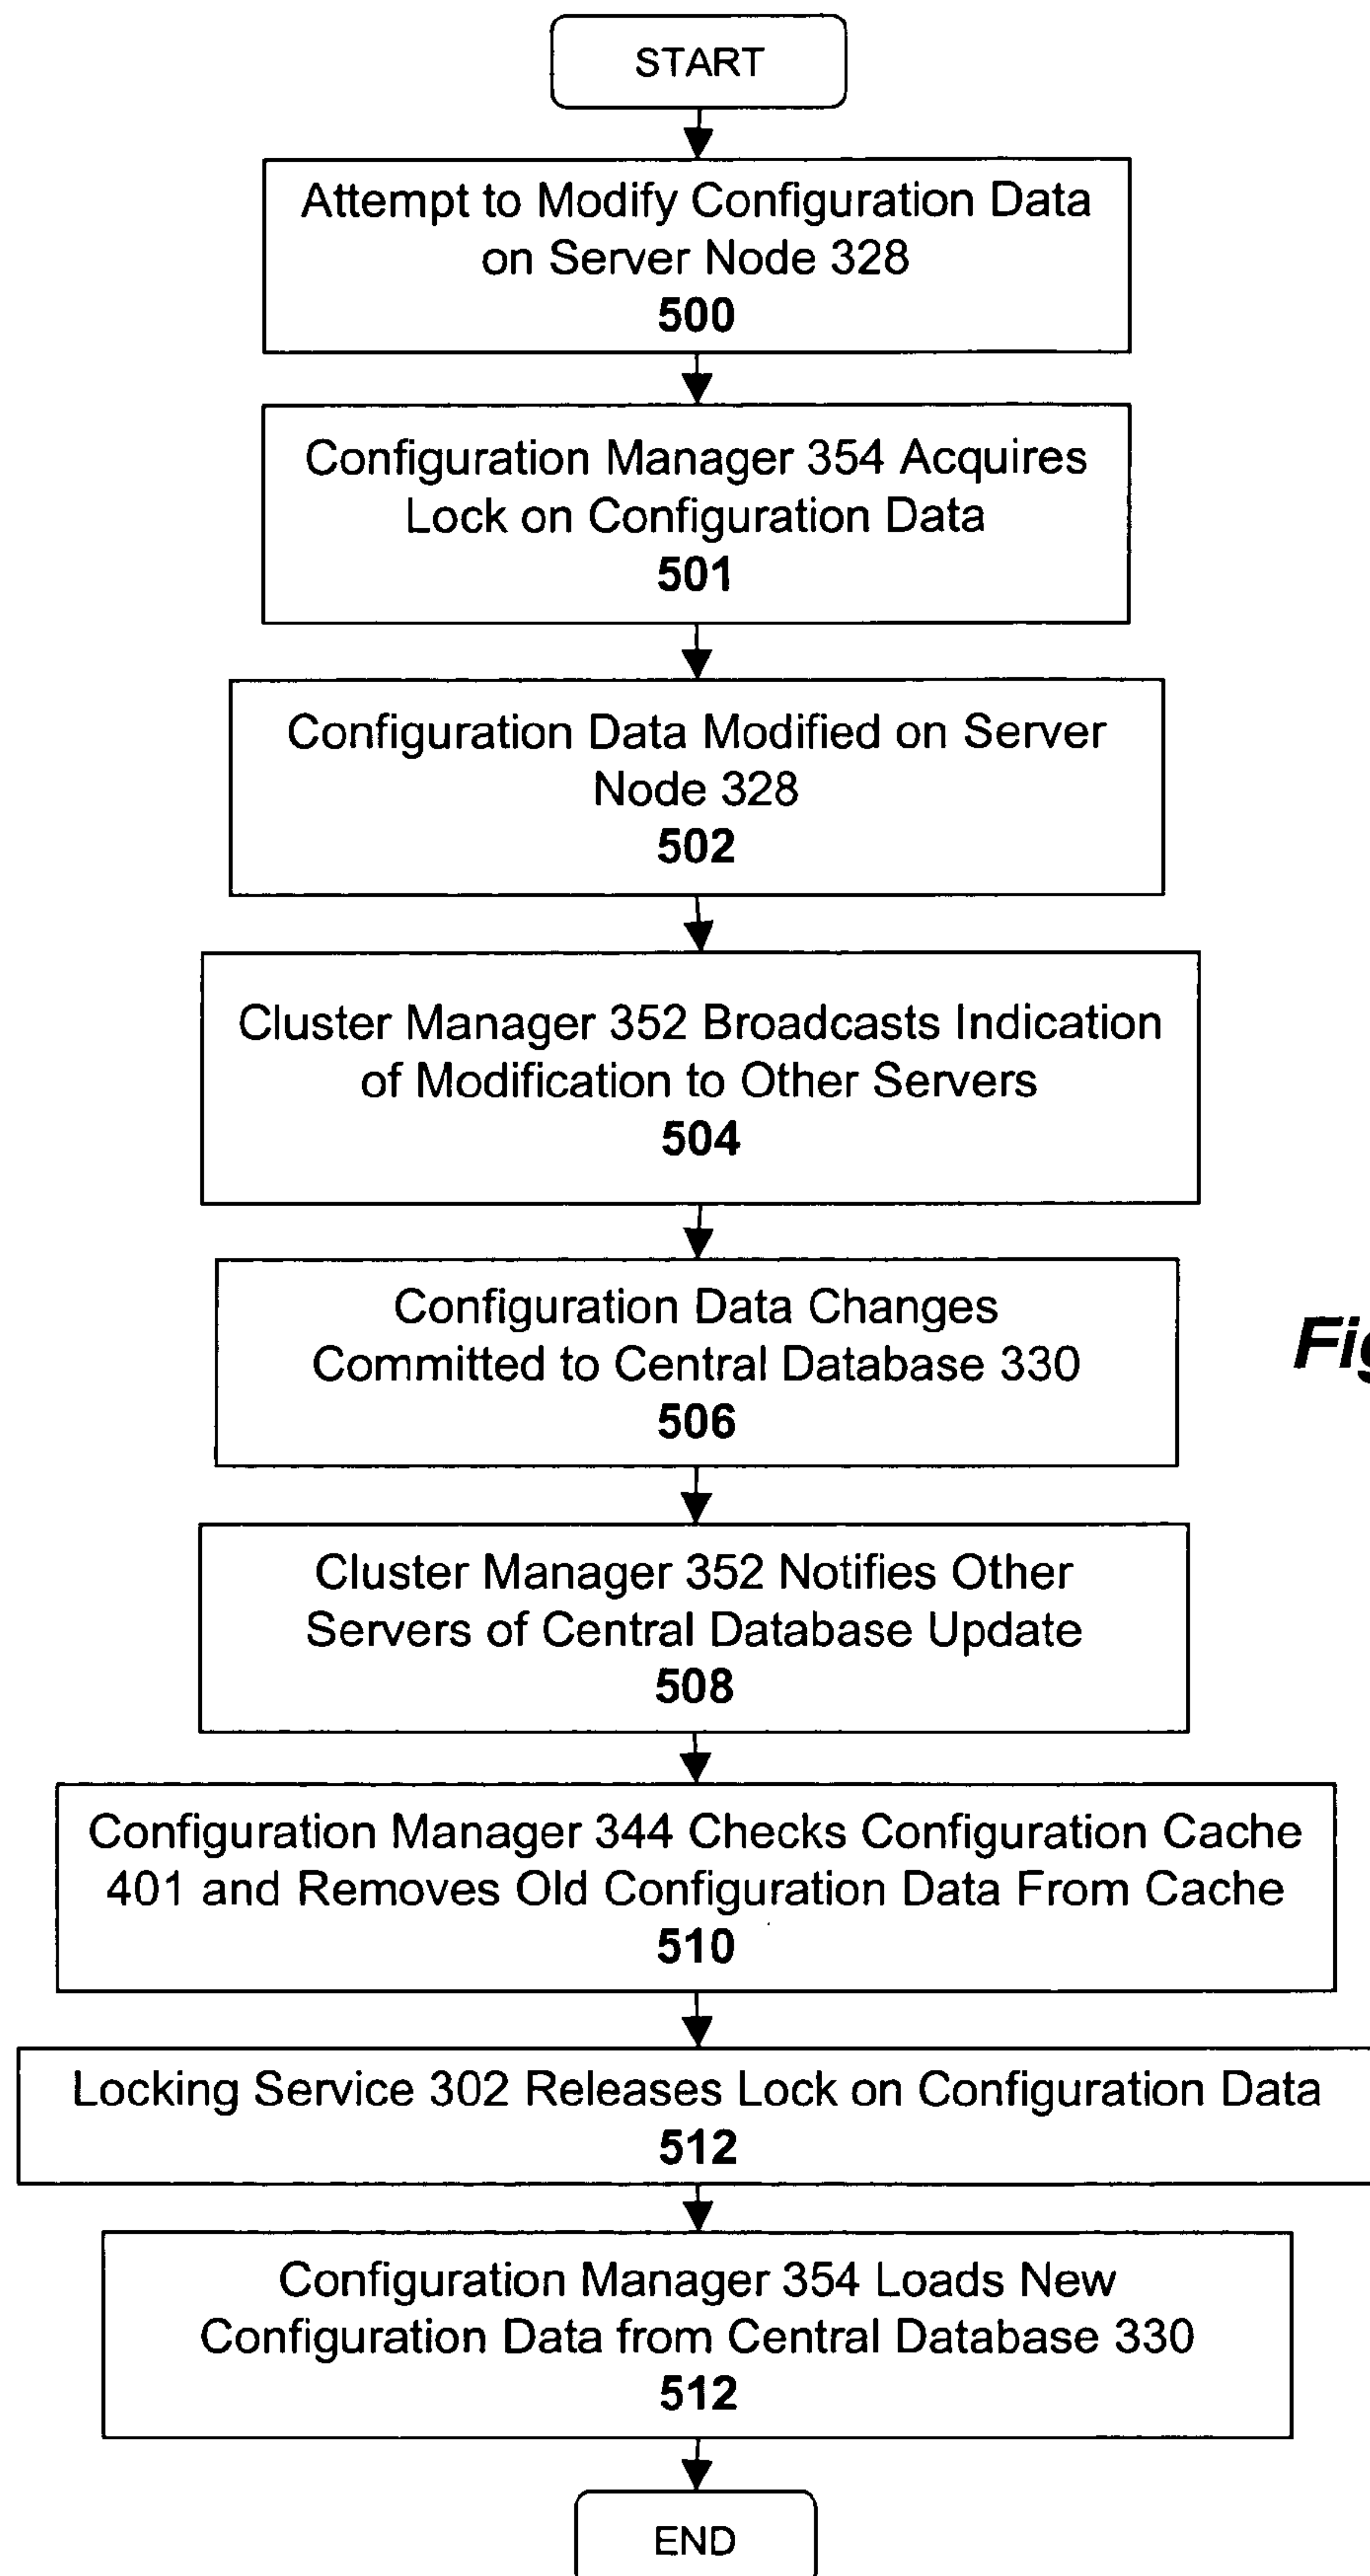 START
Attempt to Modify Configuration Data
on Server Node 328
500
Configuration Manager 354 Acquires
Lock on Configuration Data
501
Configuration Data Modified on Server
Node 328
502
Cluster Manager 352 Broadcasts Indication
of Modification to Other Servers
504
Configuration Data Changes
Committed to Central Database 330
506
Cluster Manager 352 Notifies Other
Servers of Central Database Update
508
Configuration Manager 344 Checks Configuration Cache
401 and Removes Old Configuration Data From Cache
510
Locking Service 302 Releases Lock on Configuration Data
512
Configuration Manager 354 Loads New
Configuration Data from Central Database 330
512
END